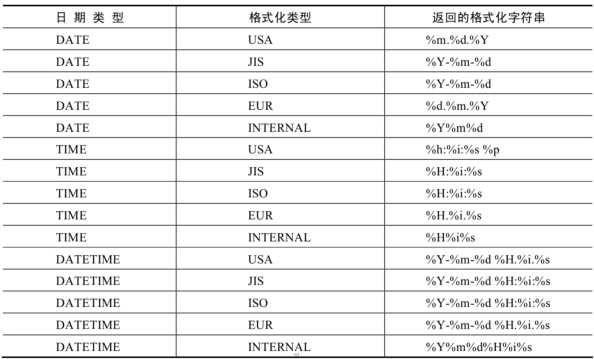 日 期 类 型 格式化类型 返回的格式化字符串
DATE USA %m.%d.%Y
DATE JIS %Y-%m-%d
DATE ISO %Y-%m-%d
DATE EUR %d.%m.%Y
DATE INTERNAL %Y%m%d
TIME USA %h:%i:%s %p
TIME JIS %H:%i:%s
TIME ISO %H:%i:%s
TIME EUR %H.%i.%s
TIME INTERNAL %H%i%s
DATETIME USA %Y-%m-%d %H.%i.%s
DATETIME JIS %Y-%m-%d %H:%i:%s
DATETIME ISO %Y-%m-%d %H:%i:%s
DATETIME EUR %Y-%m-%d %H.%i.%s
DATETIME INTERNAL %Y%m%d%H%i%s